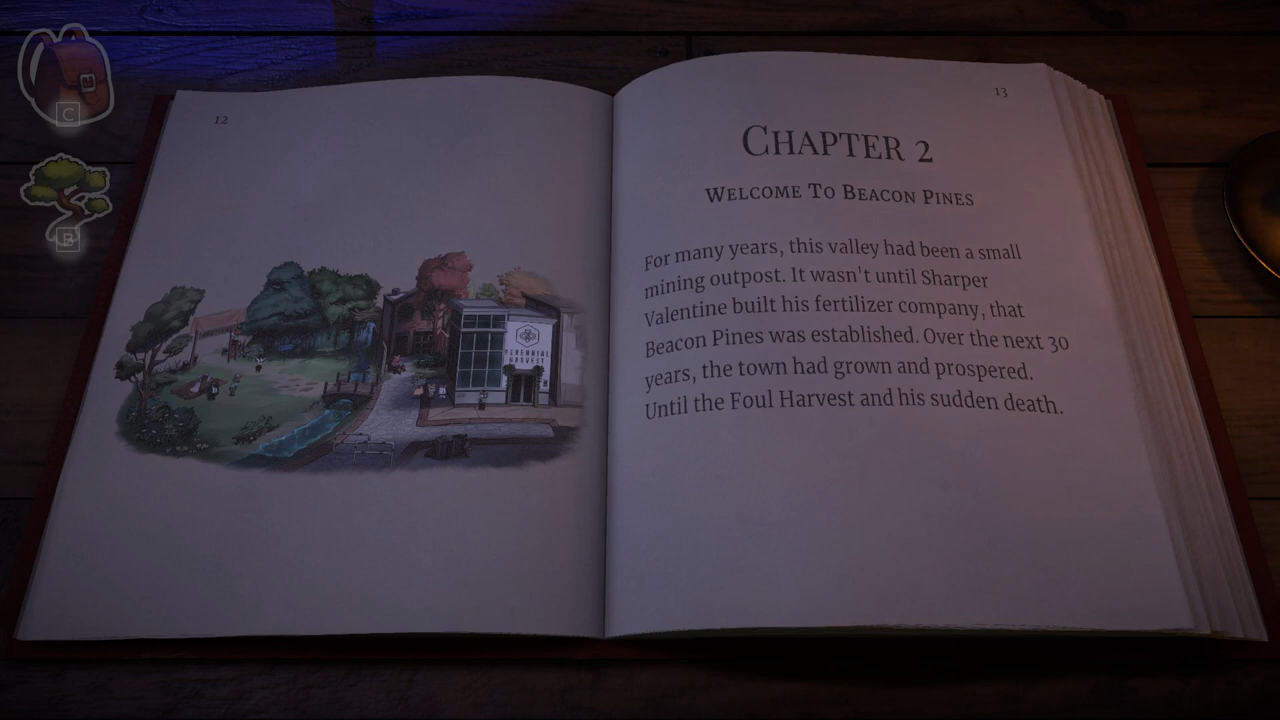 C
B
12
PERENNIAL
HARVEST
13
Chapter 2
Welcome To Beacon Pines
For many years, this valley had been a small
mining outpost. It wasn't until Sharper
Valentine built his fertilizer company, that
Beacon Pines was established. Over the next 30
years, the town had grown and prospered.
Until the Foul Harvest and his sudden death.